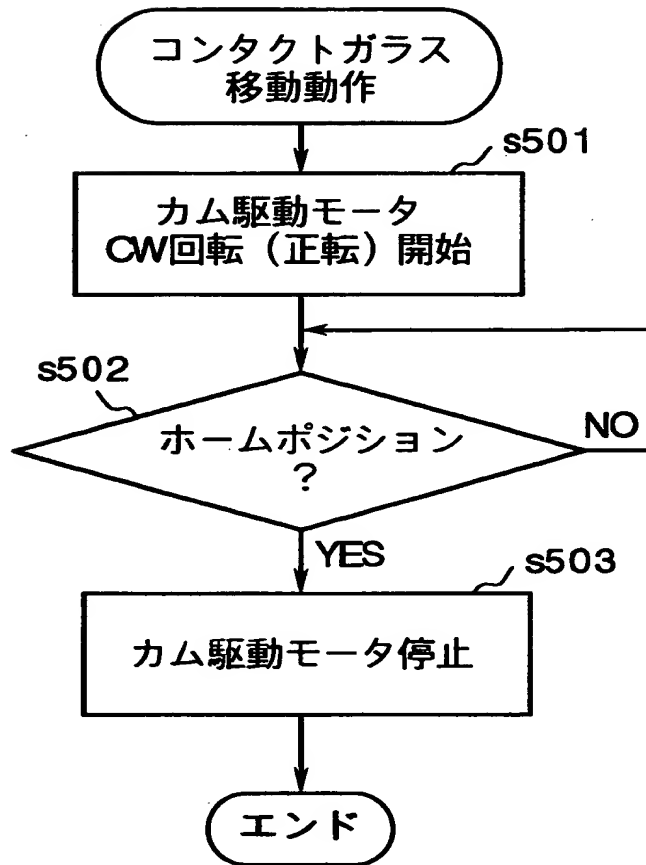 コンタクトガラス
移動動作
s501
カム駆動モータ
CW回転（正転）開始
s502
ホームポジション
?
NO
YES
s503
カム駆動モータ停止
エンド